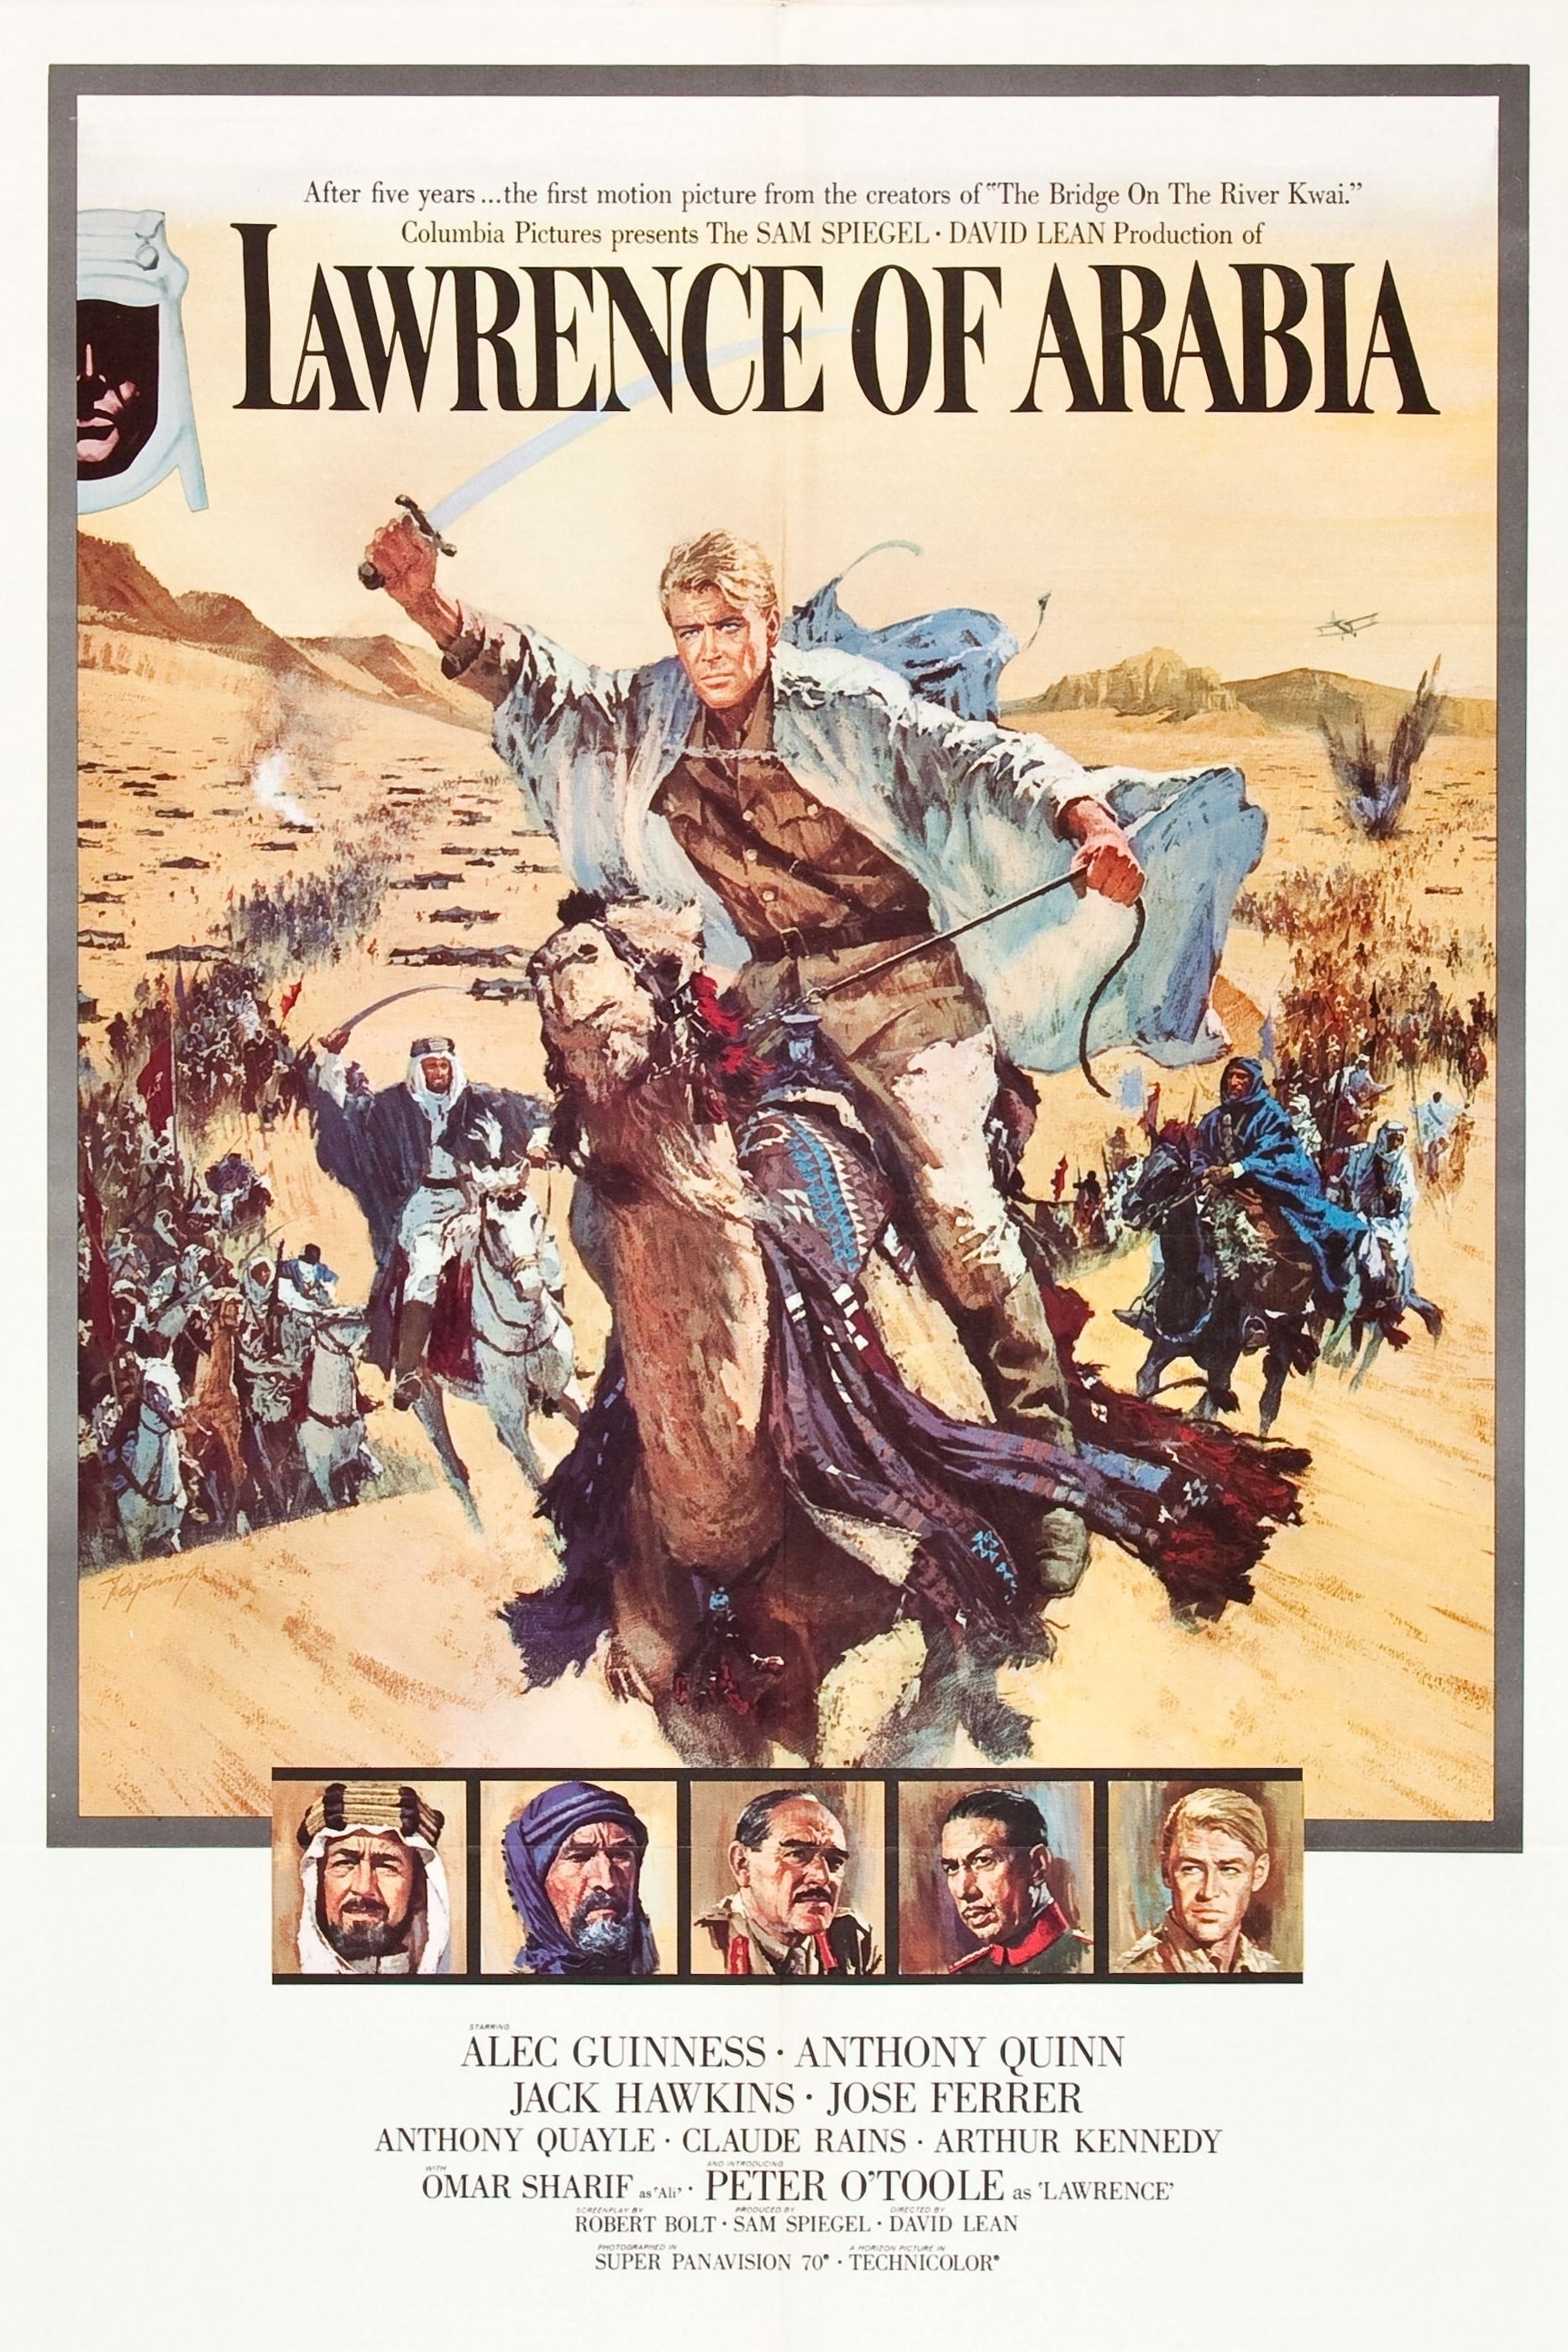 After five years...the first motion picture from the creators of "The Bridge On The River Kwai."
Columbia Pictures presents The SAM SPIEGEL · DAVID LEAN Production of
LAWRENCE OF ARABIA
STARRING
ALEC GUINNESS · ANTHONY QUINN
JACK HAWKINS · JOSE FERRER
ANTHONY QUAYLE · CLAUDE RAINS · ARTHUR KENNEDY
WITH AND INTRODUCING
OMAR SHARIF as 'Ali' · PETER O'TOOLE as 'LAWRENCE'
SCREENPLAY BY PRODUCED BY DIRECTED BY
ROBERT BOLT · SAM SPIEGEL · DAVID LEAN
PHOTOGRAPHED IN A HORIZON PICTURE IN
SUPER PANAVISION 70® · TECHNICOLOR®